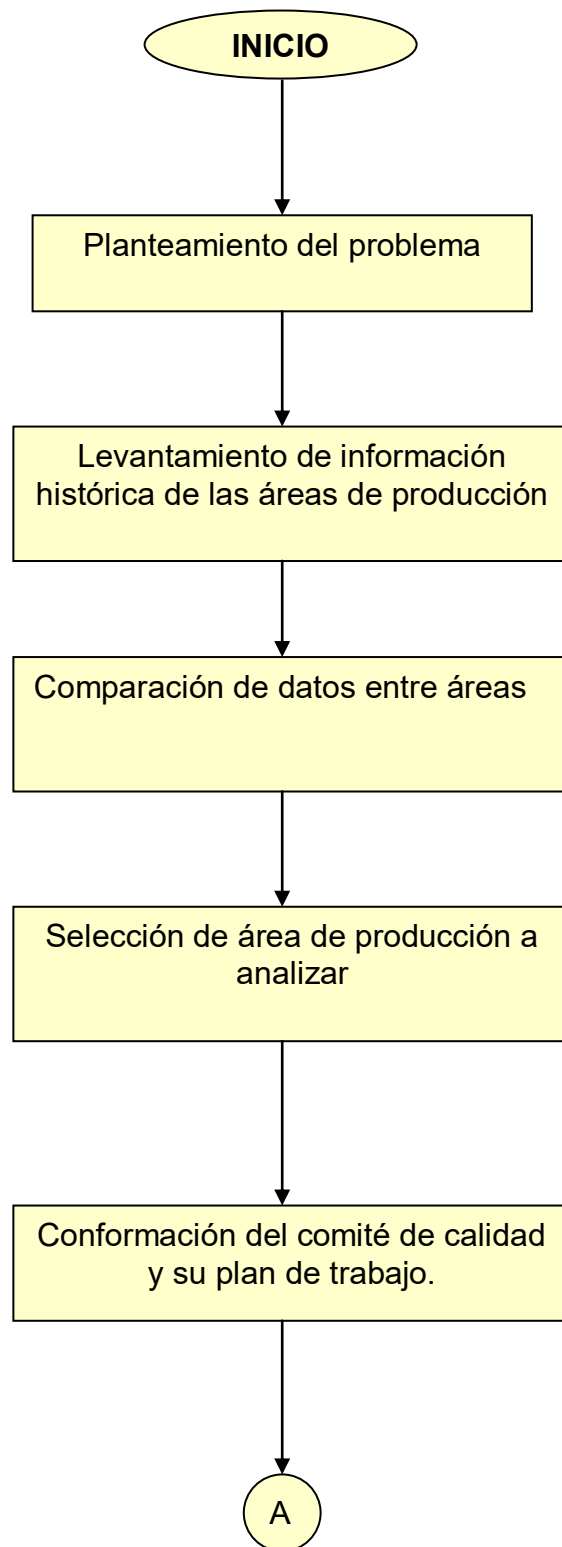 INICIO
Planteamiento del problema
Levantamiento de información
histórica de las áreas de producción
Comparación de datos entre áreas
Selección de área de producción a
analizar
Conformación del comité de calidad
y su plan de trabajo.
A